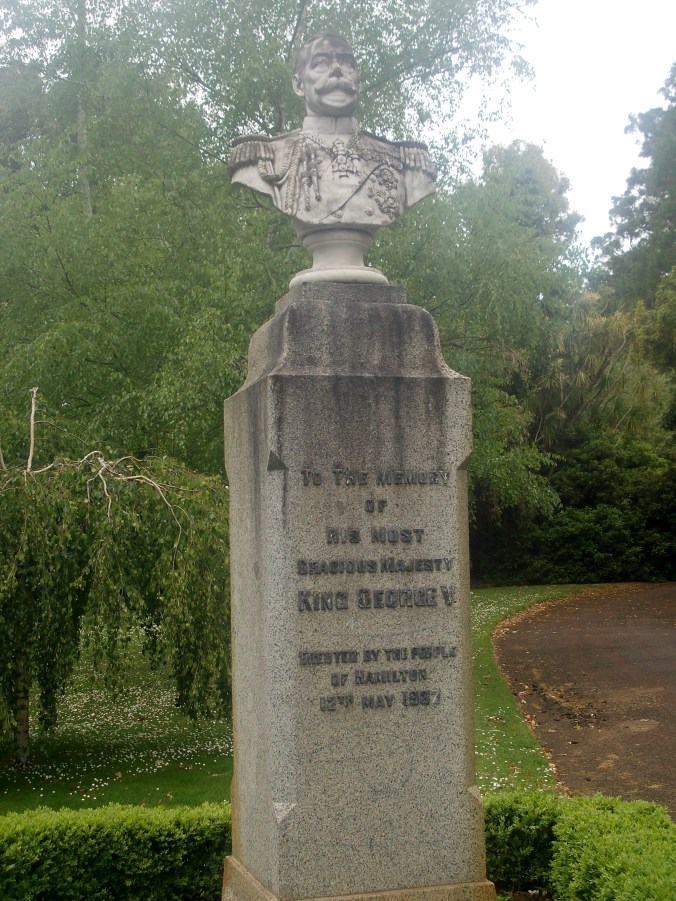 To The Memory
of
His Most
Gracious Majesty
King George V
Erected by the People
of Hamilton
12th May 1937